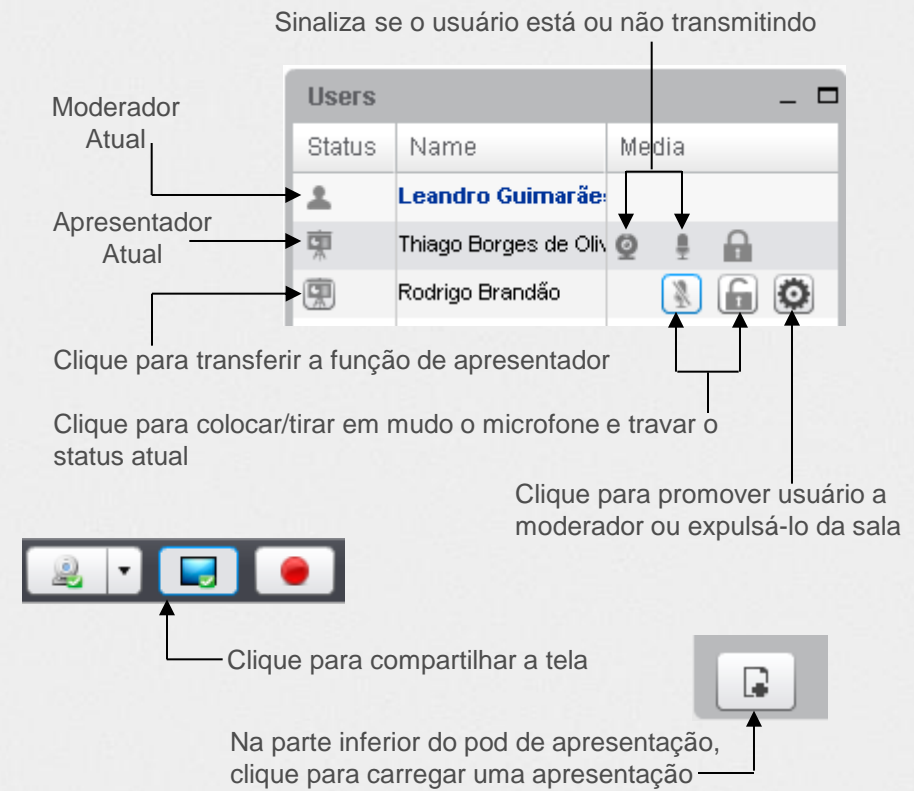 Sinaliza se o usuário está ou não transmitindo
Users
Status Name Media
Moderador
Atual
Leandro Guimarães
Apresentador
Atual
Thiago Borges de Oliv
Rodrigo Brandão
Clique para transferir a função de apresentador
Clique para colocar/tirar em mudo o microfone e travar o
status atual
Clique para promover usuário a
moderador ou expulsá-lo da sala
Clique para compartilhar a tela
Na parte inferior do pod de apresentação,
clique para carregar uma apresentação